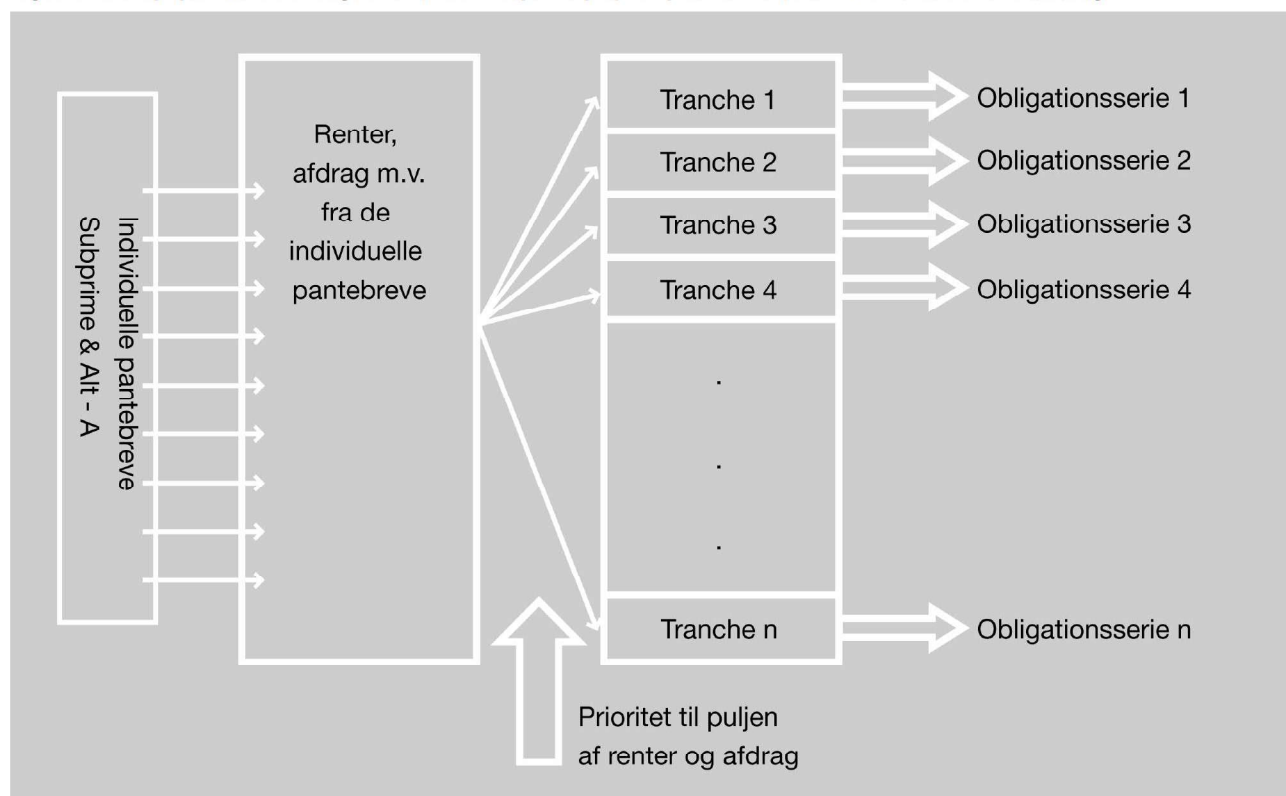 Individuelle pantebreve
Subprime & Alt - A
Renter,
afdrag m.v.
fra de
individuelle
pantebreve
Tranche 1
Tranche 2
Tranche 3
Tranche 4
.
.
.
Tranche n
Obligationsserie 1
Obligationsserie 2
Obligationsserie 3
Obligationsserie 4
Obligationsserie n
Prioritet til puljen
af renter og afdrag